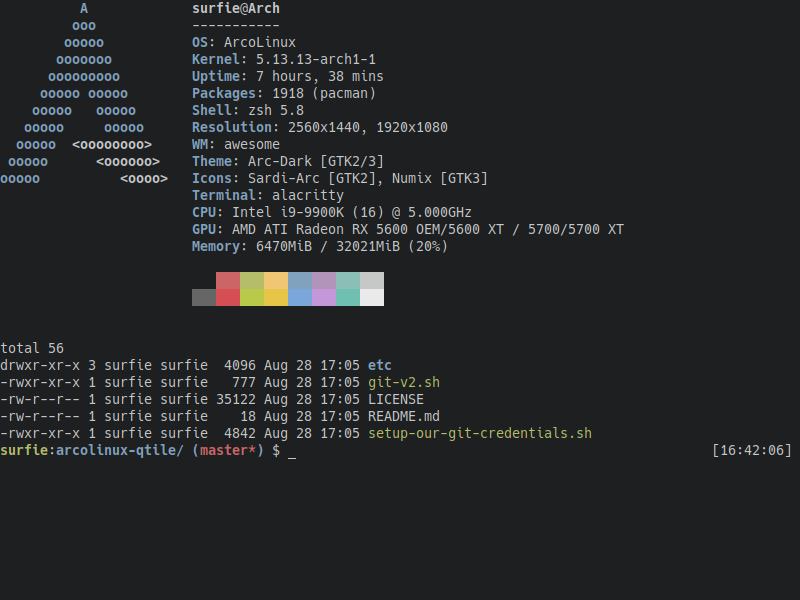 A surfie@Arch
ooo -----------
ooooo OS: ArcoLinux
ooooooo Kernel: 5.13.13-arch1-1
ooooooooo Uptime: 7 hours, 38 mins
ooooo ooooo Packages: 1918 (pacman)
ooooo ooooo Shell: zsh 5.8
ooooo ooooo Resolution: 2560x1440, 1920x1080
ooooo <oooooooo> WM: awesome
ooooo <oooooo> Theme: Arc-Dark [GTK2/3]
ooooo <oooo> Icons: Sardi-Arc [GTK2], Numix [GTK3]
Terminal: alacritty
CPU: Intel i9-9900K (16) @ 5.000GHz
GPU: AMD ATI Radeon RX 5600 OEM/5600 XT / 5700/5700 XT
Memory: 6470MiB / 32021MiB (20%)
total 56
drwxr-xr-x 3 surfie surfie 4096 Aug 28 17:05 etc
-rwxr-xr-x 1 surfie surfie 777 Aug 28 17:05 git-v2.sh
-rw-r--r-- 1 surfie surfie 35122 Aug 28 17:05 LICENSE
-rw-r--r-- 1 surfie surfie 18 Aug 28 17:05 README.md
-rwxr-xr-x 1 surfie surfie 4842 Aug 28 17:05 setup-our-git-credentials.sh
surfie:arcolinux-qtile/ (master*) $ _ [16:42:06]